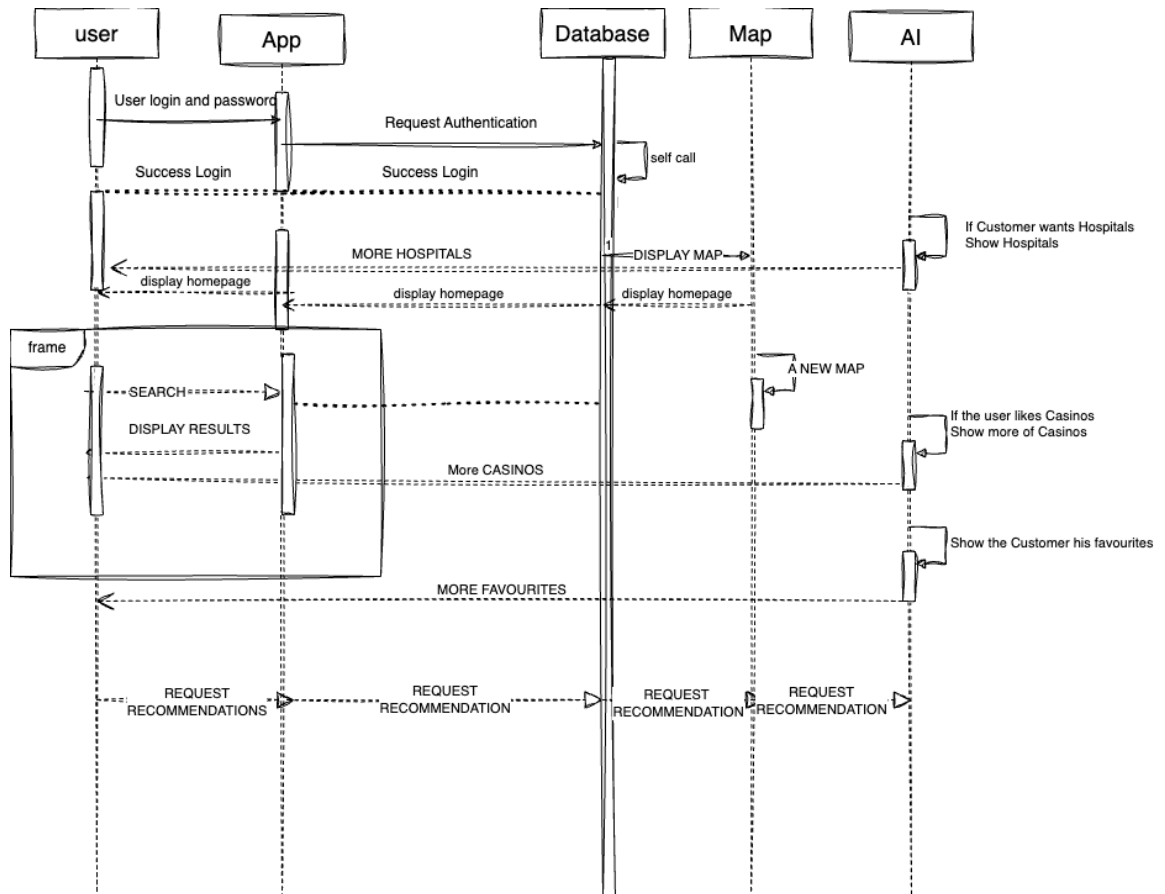 user
App
Database
Map
AI
User login and password
Request Authentication
self call
Success Login
Success Login
If Customer wants Hospitals
Show Hospitals
1
MORE HOSPITALS
DISPLAY MAP
display homepage
display homepage
display homepage
frame
A NEW MAP
SEARCH
If the user likes Casinos
Show more of Casinos
DISPLAY RESULTS
More CASINOS
Show the Customer his favourites
MORE FAVOURITES
REQUEST
RECOMMENDATIONS
REQUEST
RECOMMENDATION
REQUEST
RECOMMENDATION
REQUEST
RECOMMENDATION